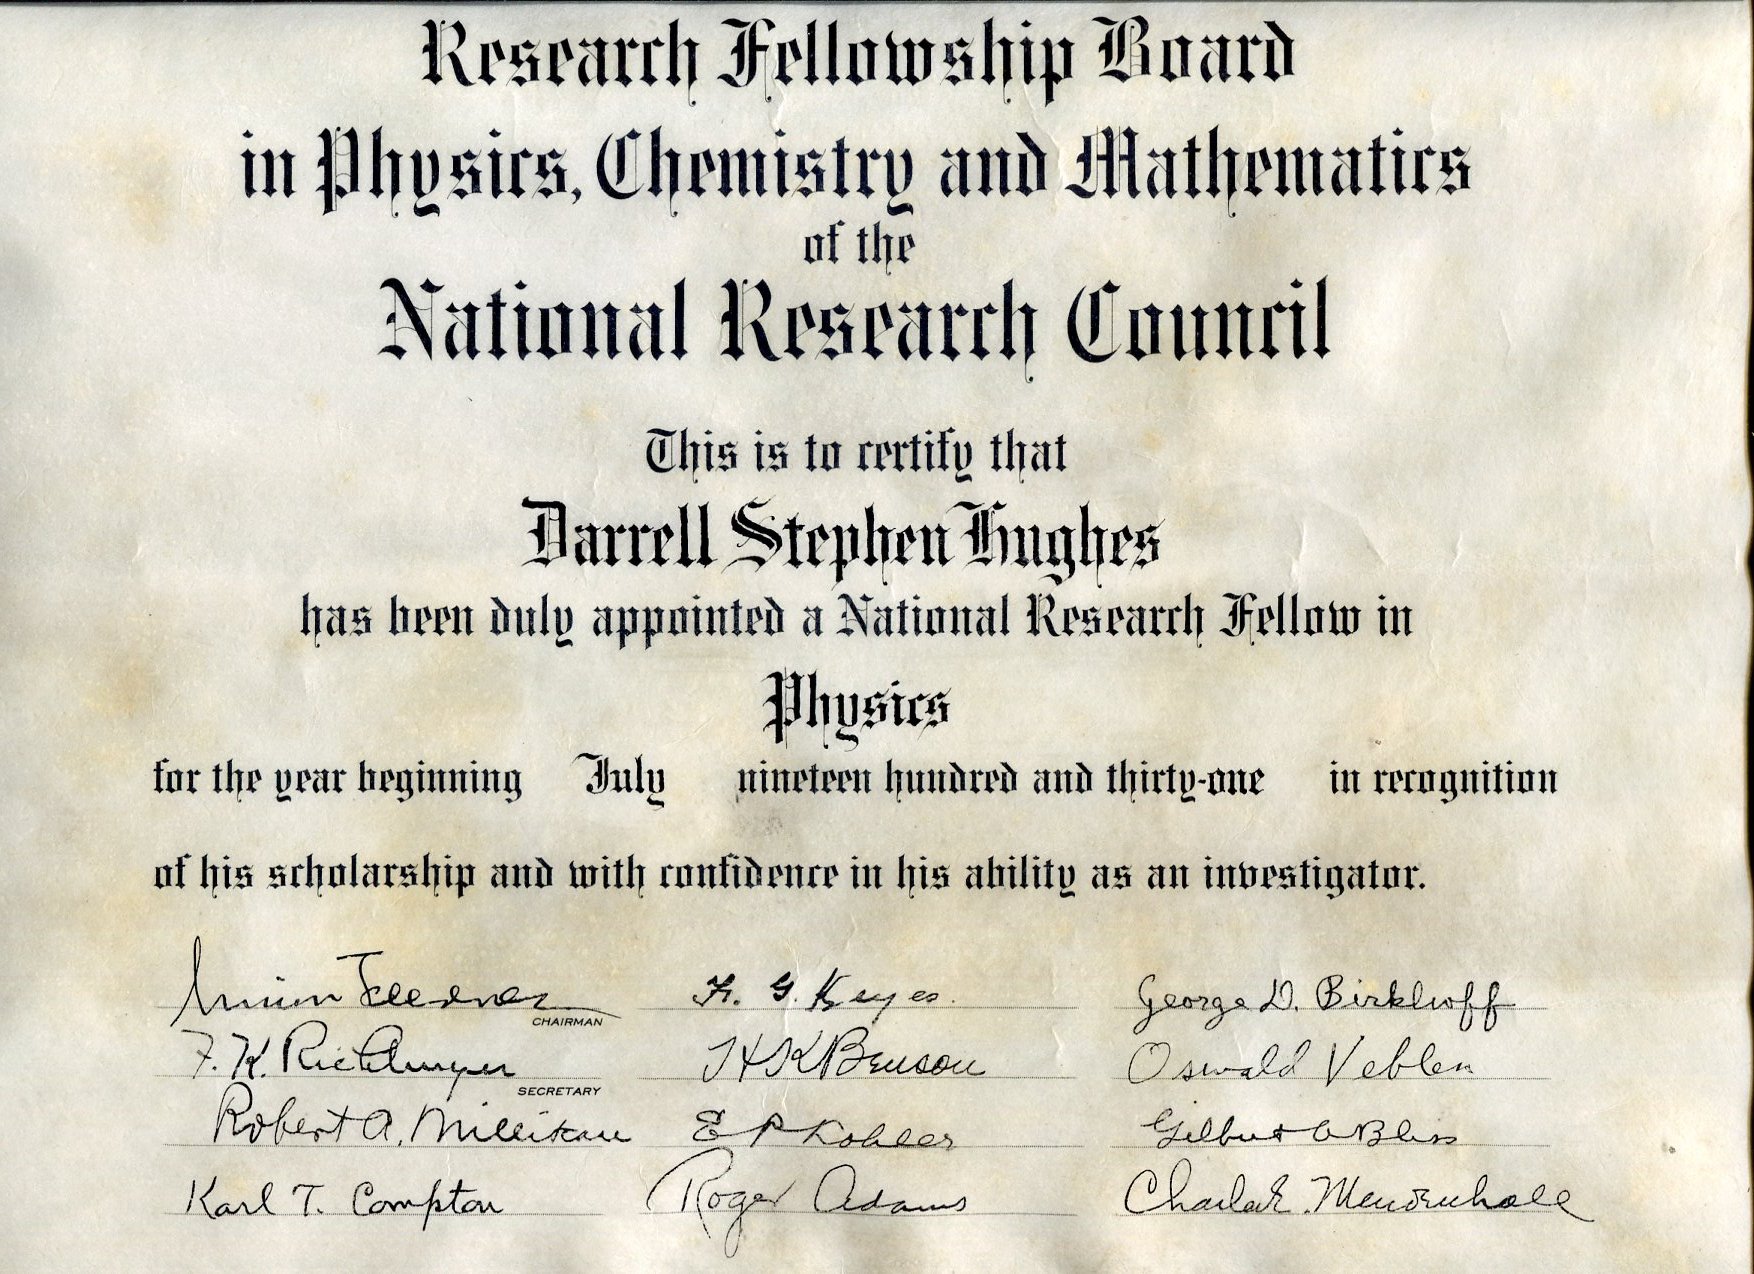 Research Fellowship Board
in Physics, Chemistry and Mathematics
of the
National Research Council
This is to certify that
Darrell Stephen Hughes
has been duly appointed a National Research Fellow in
Physics
for the year beginning July nineteen hundred and thirty-one in recognition
of his scholarship and with confidence in his ability as an investigator.
F. G. Keyes
George D. Birkhoff
CHAIRMAN
F. K. Richtmyer
H K Benson
Oswald Veblen
SECRETARY
Robert A. Millikan
E P Kohler
Gilbert A Bliss
Karl T. Compton
Roger Adams
Charles E. Mendenhall